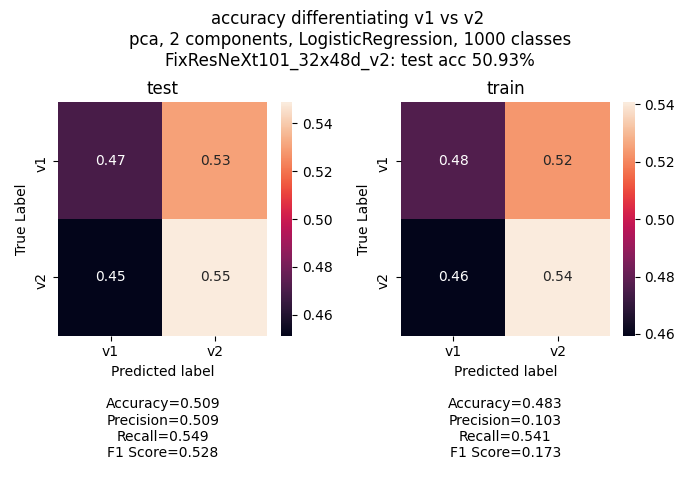 accuracy differentiating v1 vs v2
pca, 2 components, LogisticRegression, 1000 classes
FixResNeXt101_32x48d_v2: test acc 50.93%
test
True Label
v1
v2
0.47
0.53
0.45
0.55
v1
v2
Predicted label
0.54
0.52
0.50
0.48
0.46
Accuracy=0.509
Precision=0.509
Recall=0.549
F1 Score=0.528
train
True Label
v1
v2
0.48
0.52
0.46
0.54
v1
v2
Predicted label
0.54
0.52
0.50
0.48
0.46
Accuracy=0.483
Precision=0.103
Recall=0.541
F1 Score=0.173